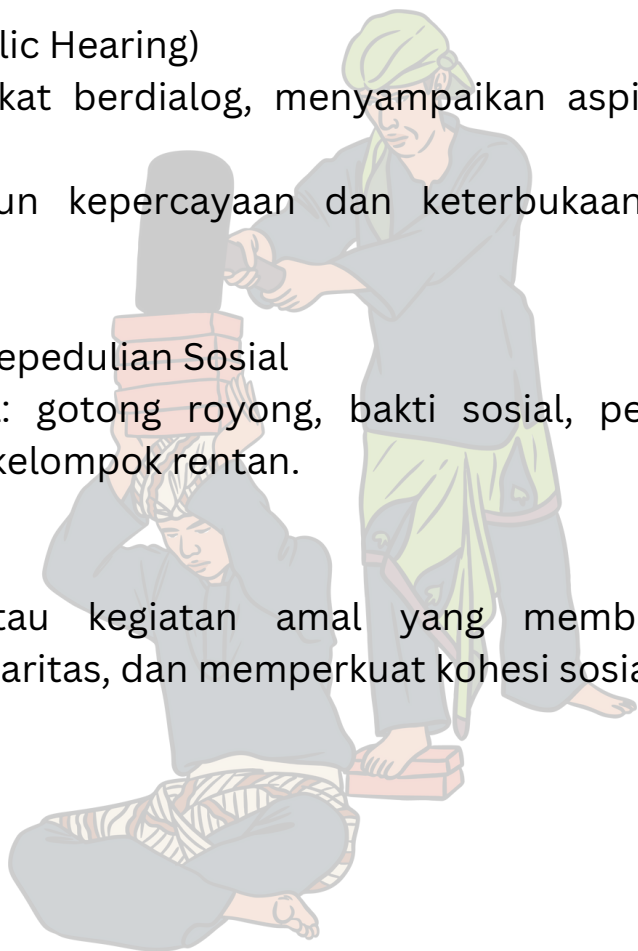 lic Hearing)
kat berdialog, menyampaikan aspi
un kepercayaan dan keterbukaan
epedulian Sosial
: gotong royong, bakti sosial, pe
kelompok rentan.
tau kegiatan amal yang memb
aritas, dan memperkuat kohesi sosia